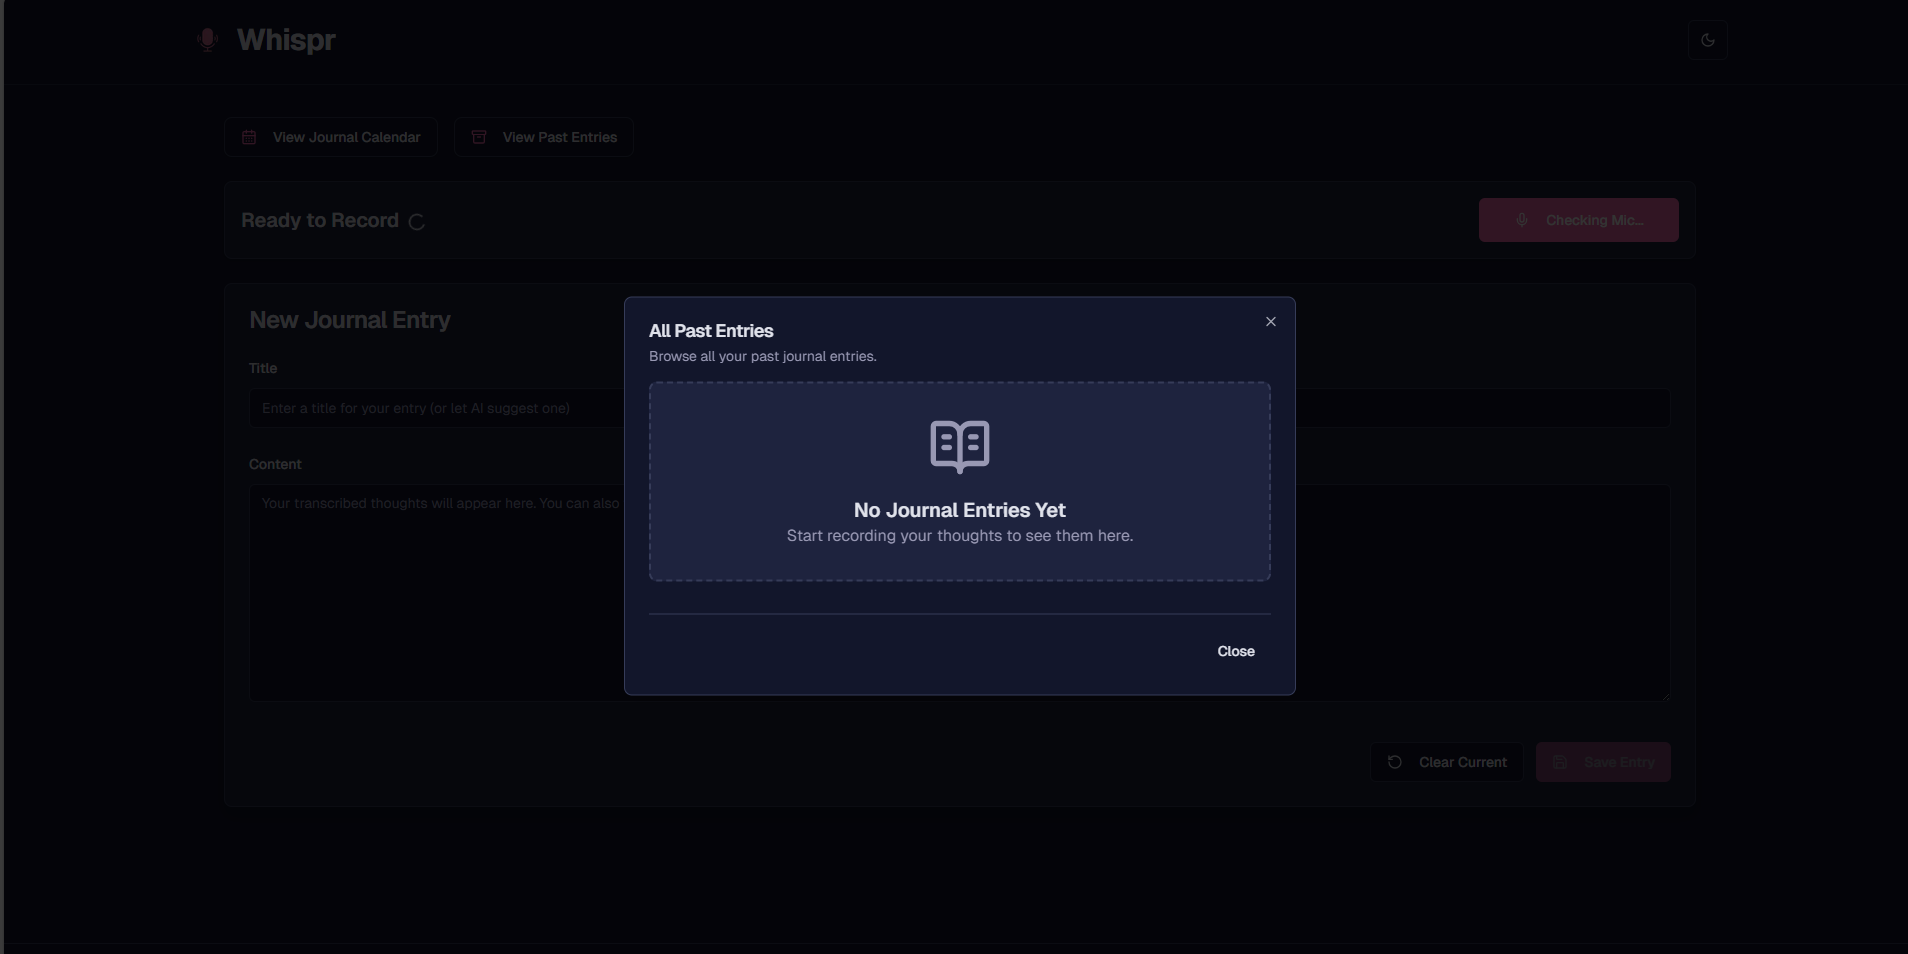 Whispr
View Journal Calendar
View Past Entries
Ready to Record
Checking Mic...
New Journal Entry
Title
Enter a title for your entry (or let AI suggest one)
Content
Your transcribed thoughts will appear here. You can also
All Past Entries
Browse all your past journal entries.
No Journal Entries Yet
Start recording your thoughts to see them here.
Close
Clear Current
Save Entry